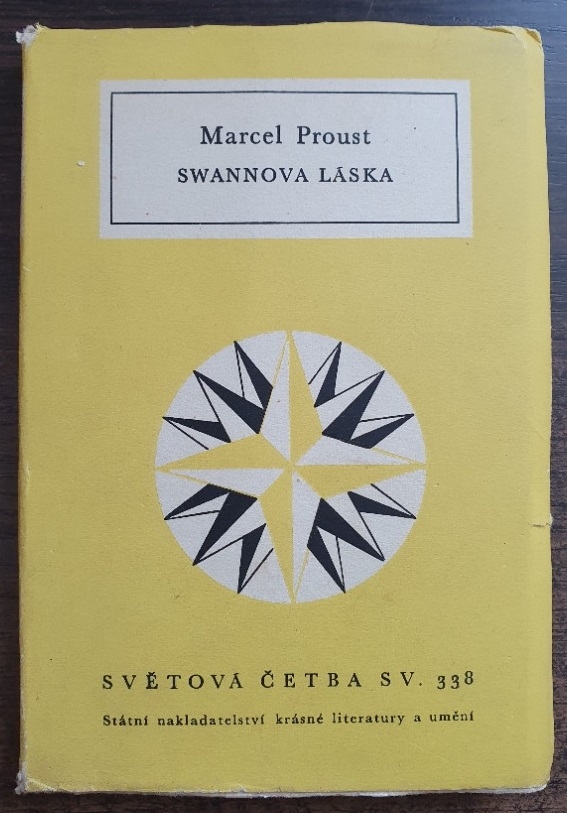 Marcel Proust
SWANNOVA LÁSKA
SVĚTOVÁ ČETBA SV. 338
Státní nakladatelství krásné literatury a umění